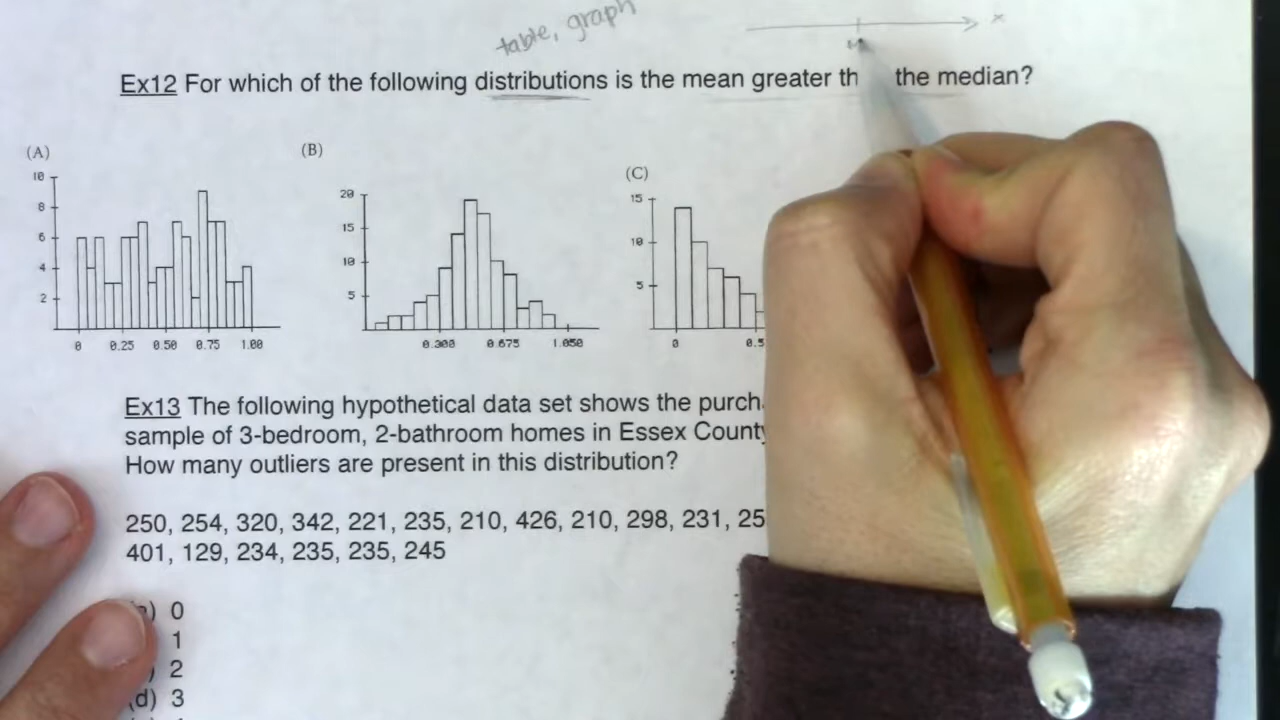 table, graph
x
M
Ex12 For which of the following distributions is the mean greater th the median?
(A)
10
8
6
4
2
0 0.25 0.50 0.75 1.00
(B)
20
15
10
5
0.300 0.675 1.050
(C)
15
10
5
0 0.5
Ex13 The following hypothetical data set shows the purch
sample of 3-bedroom, 2-bathroom homes in Essex County
How many outliers are present in this distribution?
250, 254, 320, 342, 221, 235, 210, 426, 210, 298, 231, 25
401, 129, 234, 235, 235, 245
) 0
1
) 2
(d) 3